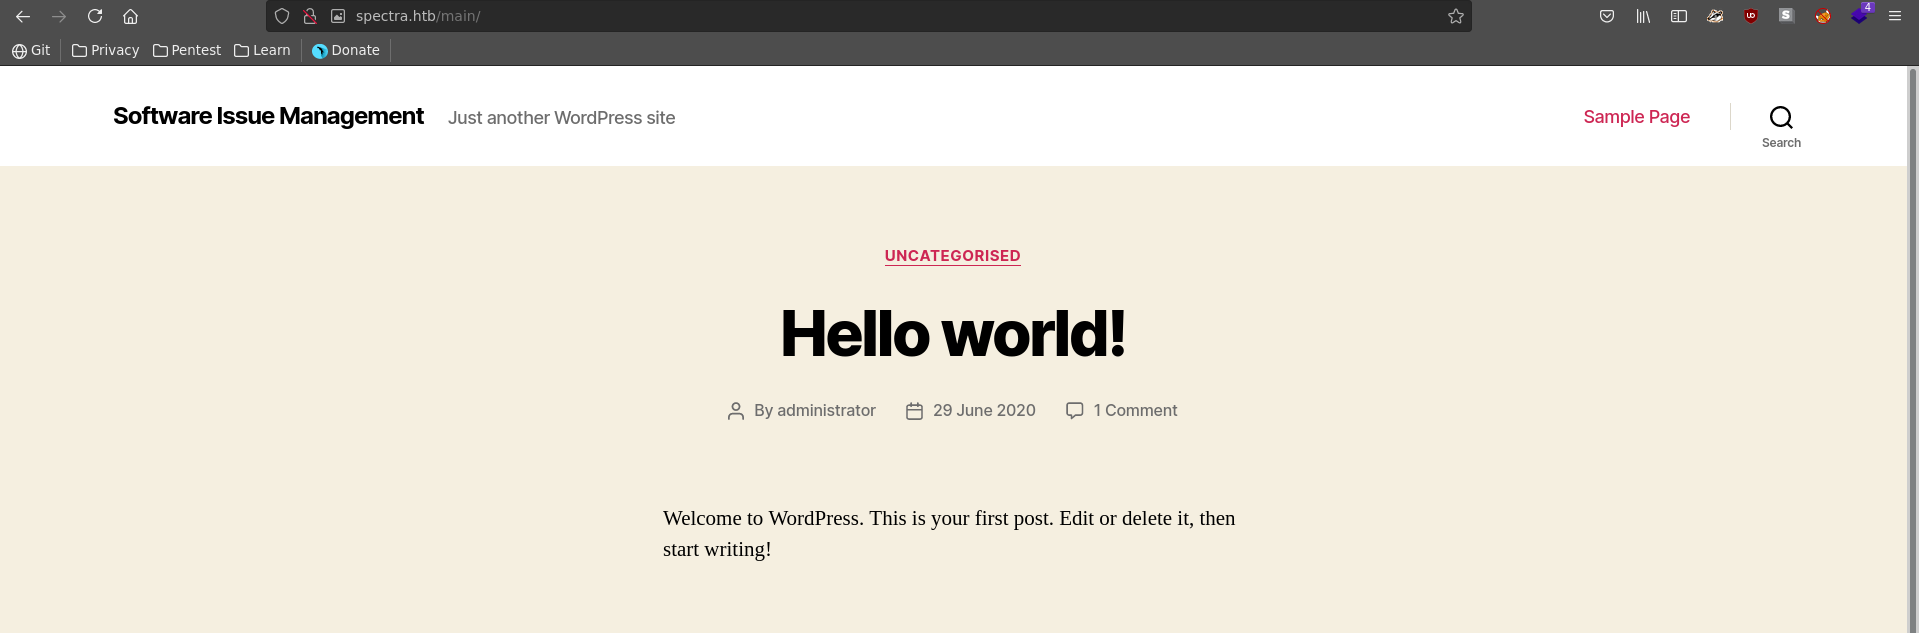 spectra.htb/main/
4
Git Privacy Pentest Learn Donate
Software Issue Management Just another WordPress site Sample Page
Search
UNCATEGORISED
Hello world!
By administrator 29 June 2020 1 Comment
Welcome to WordPress. This is your first post. Edit or delete it, then
start writing!